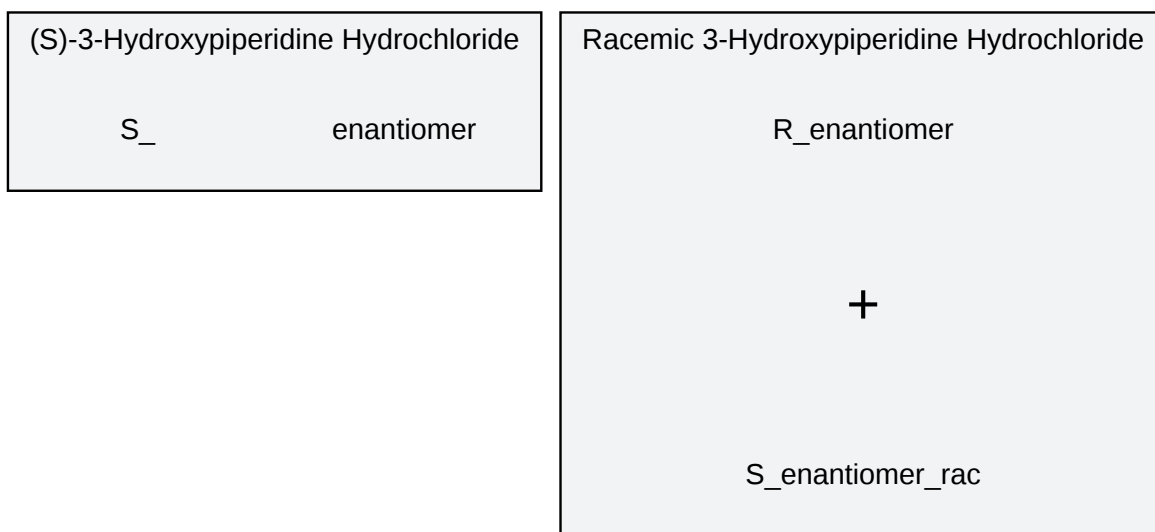 (S)-3-Hydroxypiperidine Hydrochloride
S_ enantiomer
Racemic 3-Hydroxypiperidine Hydrochloride
R_enantiomer
+
S_enantiomer_rac